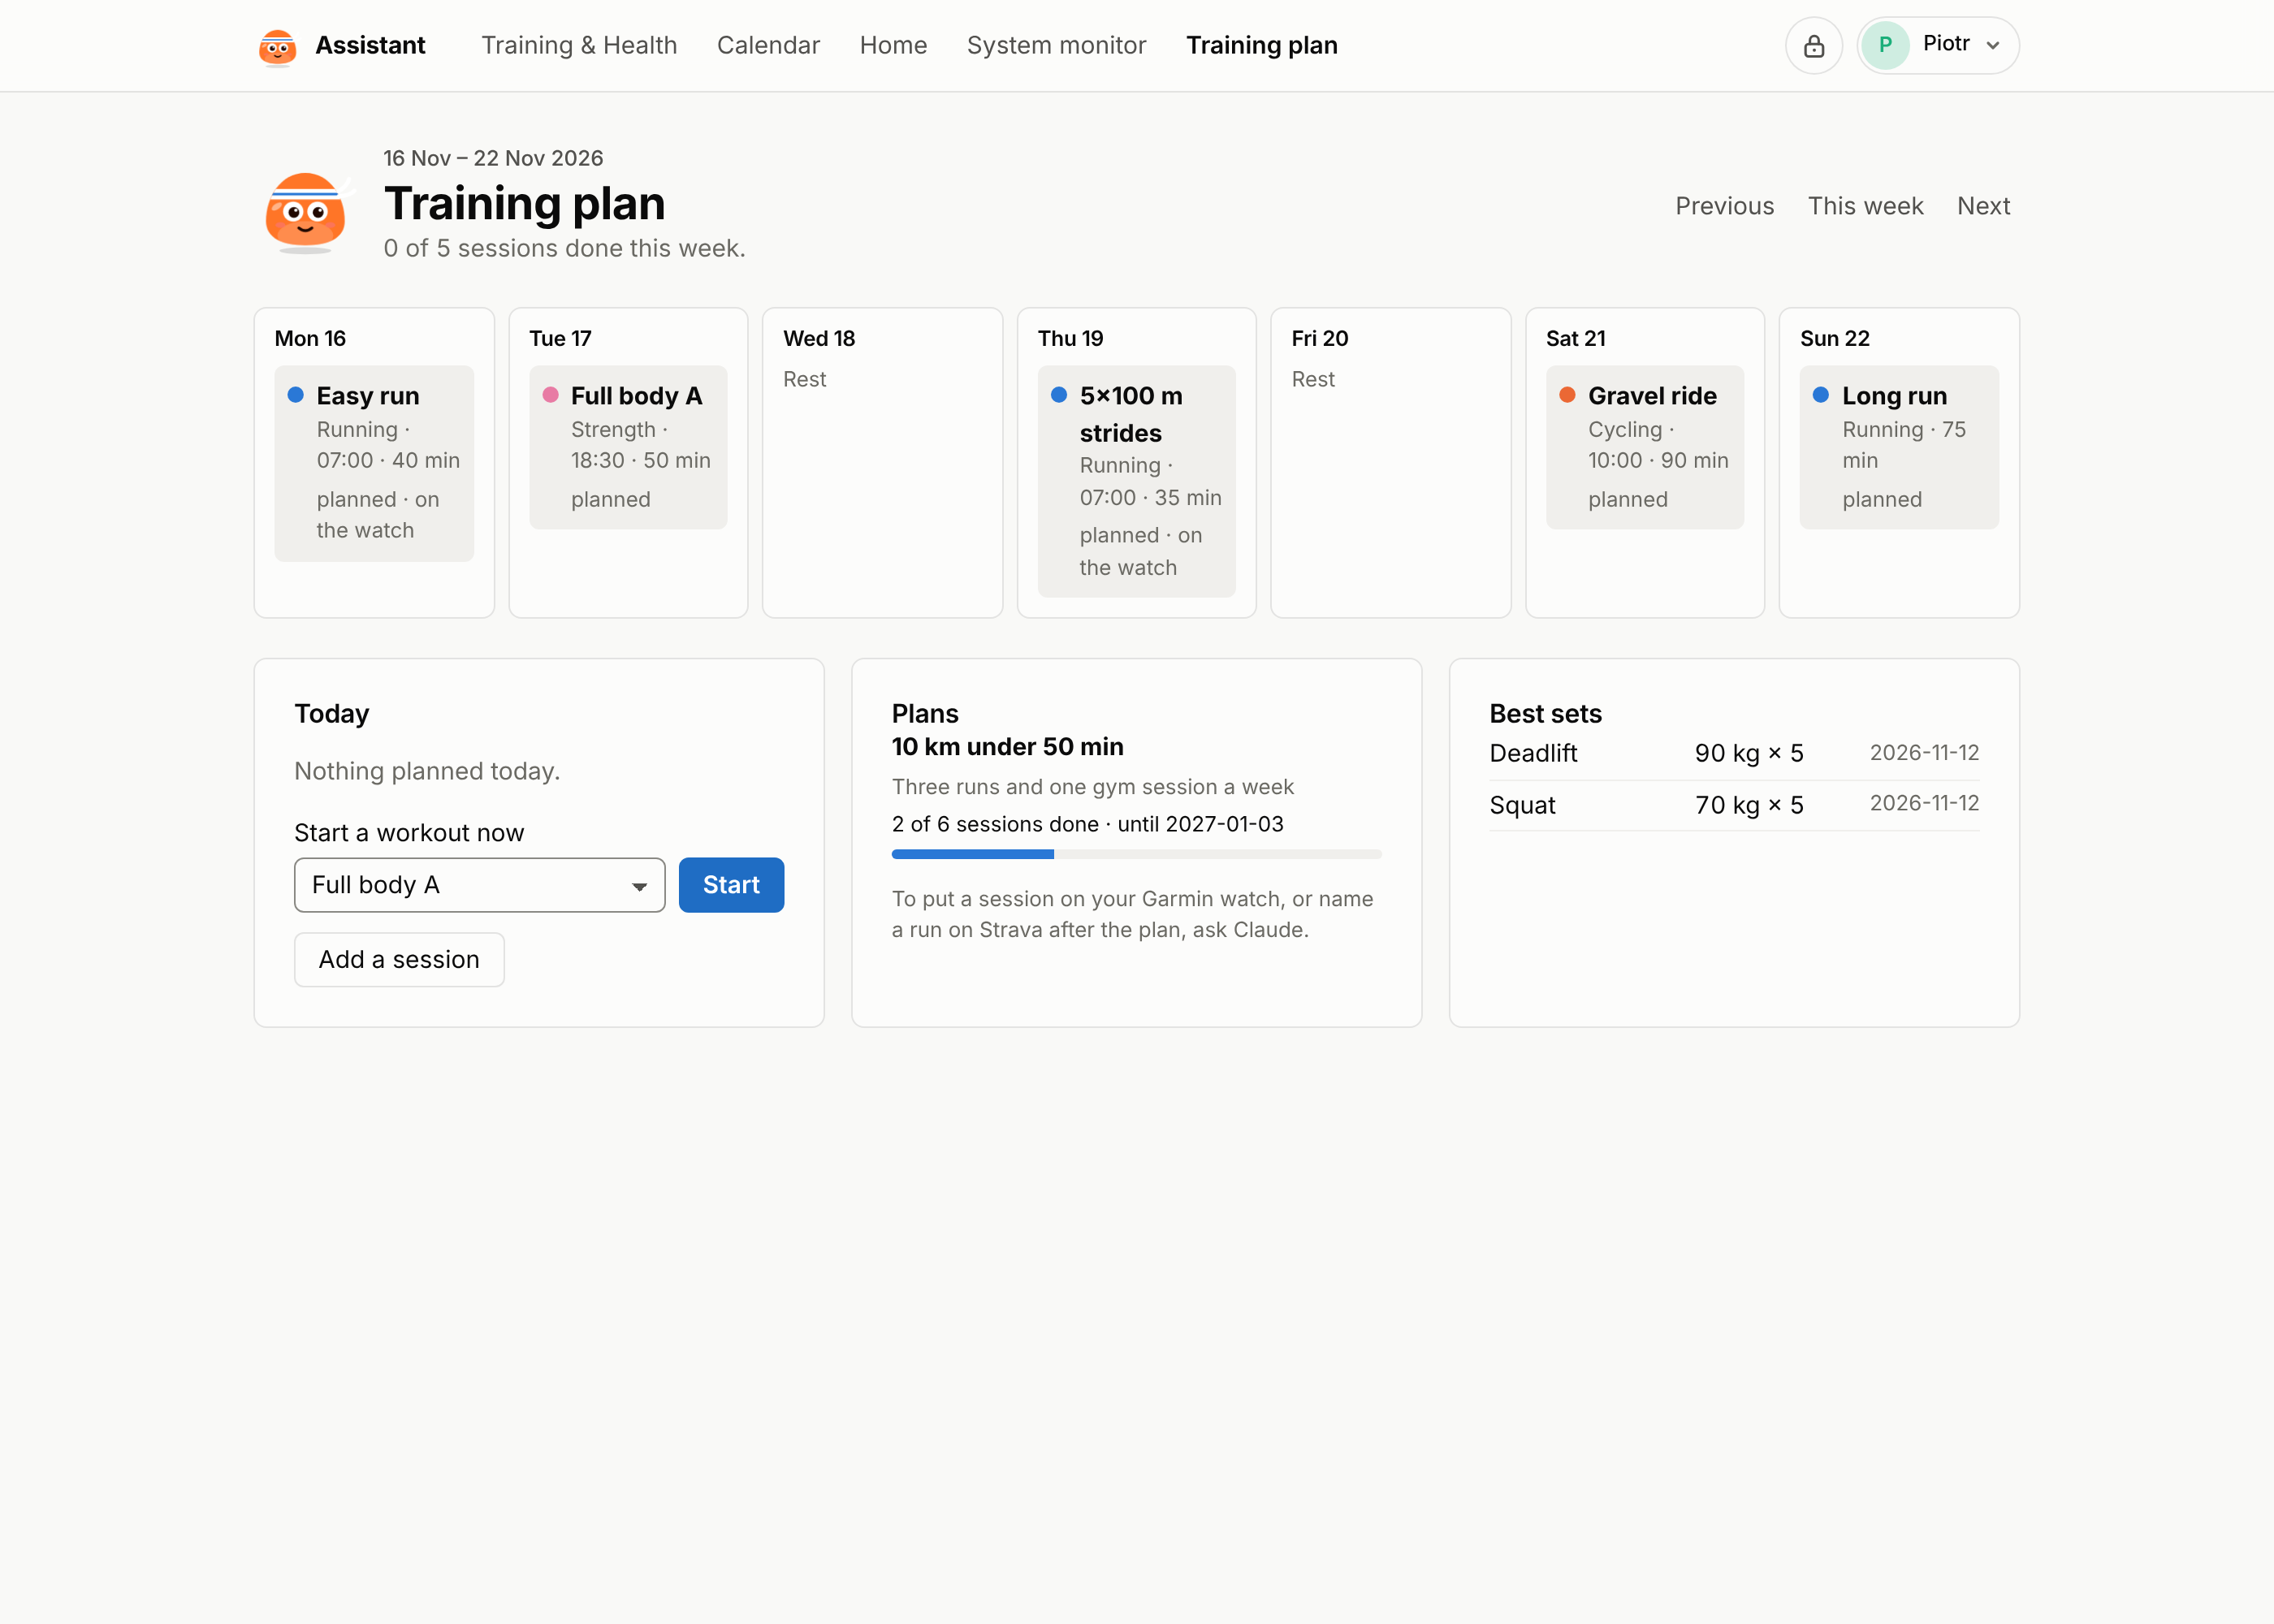 Assistant
Training & Health
Calendar
Home
System monitor
Training plan
P
Piotr
16 Nov – 22 Nov 2026
Training plan
0 of 5 sessions done this week.
Previous
This week
Next
Mon 16
Easy run
Running ·
07:00 · 40 min
planned · on
the watch
Tue 17
Full body A
Strength ·
18:30 · 50 min
planned
Wed 18
Rest
Thu 19
5×100 m
strides
Running ·
07:00 · 35 min
planned · on
the watch
Fri 20
Rest
Sat 21
Gravel ride
Cycling ·
10:00 · 90 min
planned
Sun 22
Long run
Running · 75
min
planned
Today
Nothing planned today.
Start a workout now
Full body A
Start
Add a session
Plans
10 km under 50 min
Three runs and one gym session a week
2 of 6 sessions done · until 2027-01-03
To put a session on your Garmin watch, or name
a run on Strava after the plan, ask Claude.
Best sets
Deadlift 90 kg × 5 2026-11-12
Squat 70 kg × 5 2026-11-12